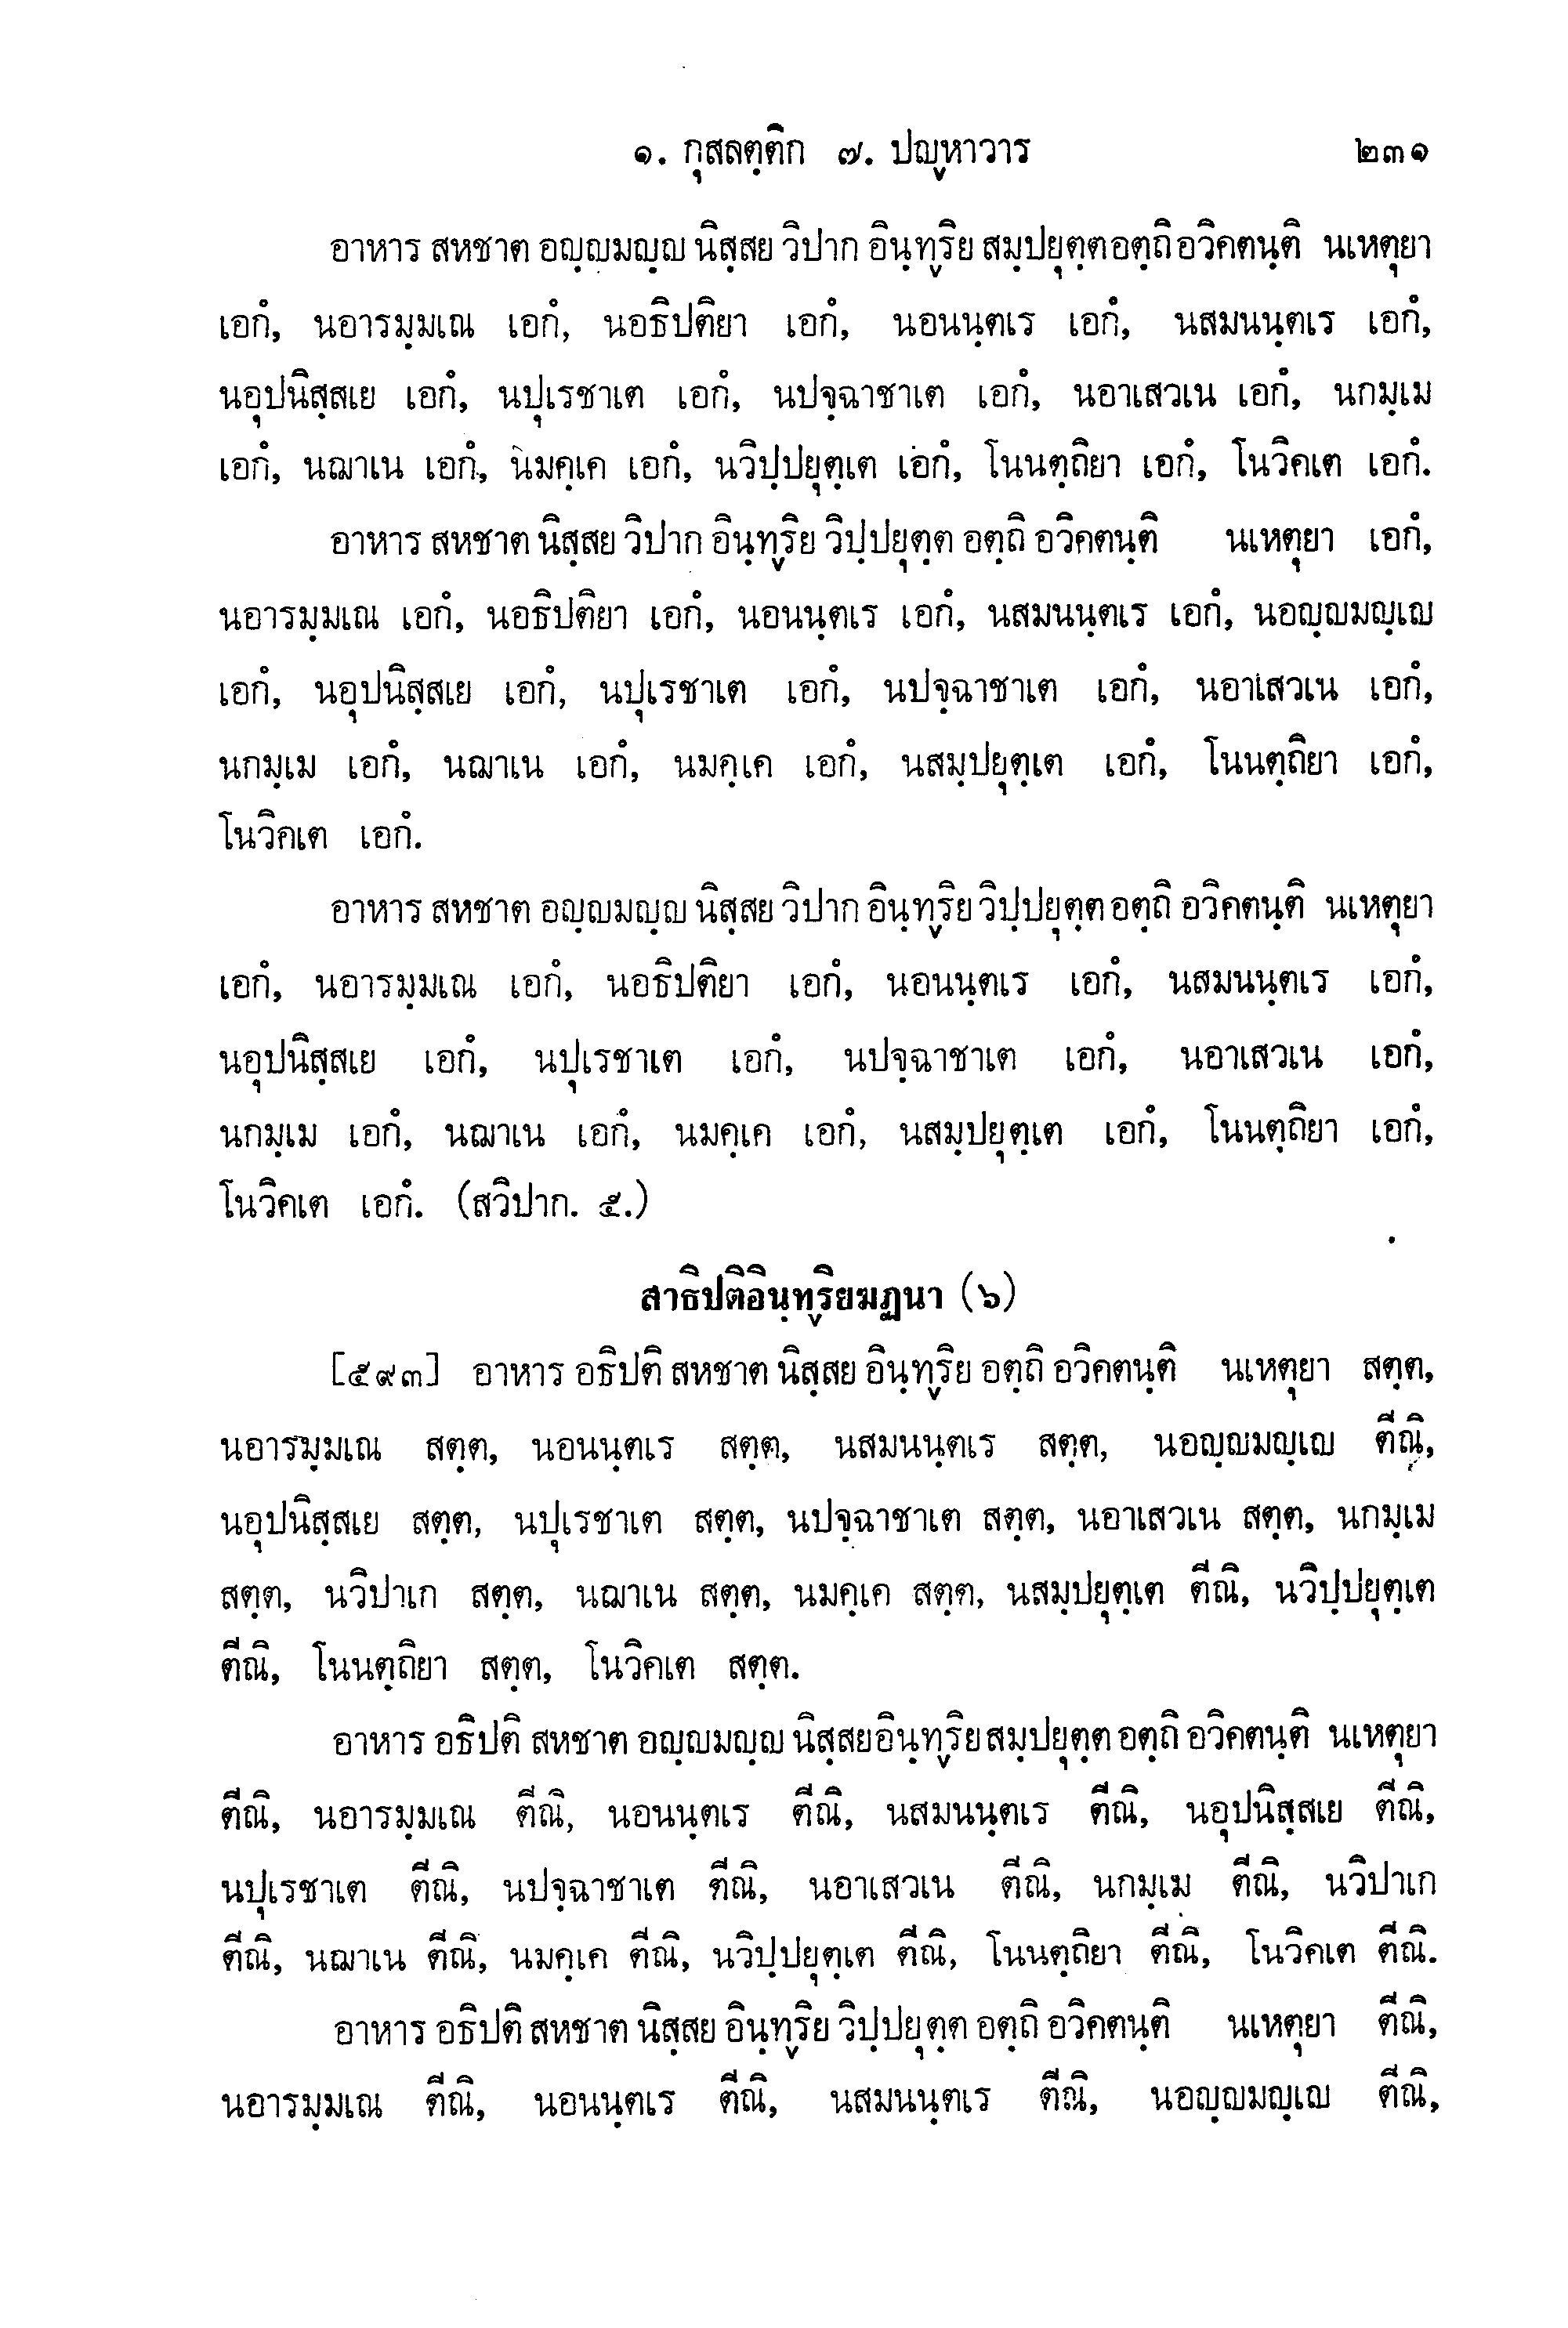 ๑. กุสลตฺติก ๗. ปญฺหาวาร ๒๓๑
อาหาร สหชาต อญฺญมญฺญ นิสฺสย วิปาก อินฺทฺริย สมฺปยุตฺต อตฺถิ อวิคตนฺติ นเหตุยา
เอกํ, นอารมฺมเณ เอกํ, นอธิปติยา เอกํ, นอนนฺตเร เอกํ, นสมนนฺตเร เอกํ,
นอุปนิสฺสเย เอกํ, นปุเรชาเต เอกํ, นปจฺฉาชาเต เอกํ, นอาเสวเน เอกํ, นกมฺเม
เอกํ, นฌาเน เอกํ, นมคฺเค เอกํ, นวิปฺปยุตฺเต เอกํ, โนนตฺถิยา เอกํ, โนวิคเต เอกํ.
อาหาร สหชาต นิสฺสย วิปาก อินฺทฺริย วิปฺปยุตฺต อตฺถิ อวิคตนฺติ นเหตุยา เอกํ,
นอารมฺมเณ เอกํ, นอธิปติยา เอกํ, นอนนฺตเร เอกํ, นสมนนฺตเร เอกํ, นอญฺญมญฺเญ
เอกํ, นอุปนิสฺสเย เอกํ, นปุเรชาเต เอกํ, นปจฺฉาชาเต เอกํ, นอาเสวเน เอกํ,
นกมฺเม เอกํ, นฌาเน เอกํ, นมคฺเค เอกํ, นสมฺปยุตฺเต เอกํ, โนนตฺถิยา เอกํ,
โนวิคเต เอกํ.
อาหาร สหชาต อญฺญมญฺญ นิสฺสย วิปาก อินฺทฺริย วิปฺปยุตฺต อตฺถิ อวิคตนฺติ นเหตุยา
เอกํ, นอารมฺมเณ เอกํ, นอธิปติยา เอกํ, นอนนฺตเร เอกํ, นสมนนฺตเร เอกํ,
นอุปนิสฺสเย เอกํ, นปุเรชาเต เอกํ, นปจฺฉาชาเต เอกํ, นอาเสวเน เอกํ,
นกมฺเม เอกํ, นฌาเน เอกํ, นมคฺเค เอกํ, นสมฺปยุตฺเต เอกํ, โนนตฺถิยา เอกํ,
โนวิคเต เอกํ. (สวิปาก. ๕.)
สาธิปติอินฺทฺริยฆฏนา (๖)
[๕๙๓] อาหาร อธิปติ สหชาต นิสฺสย อินฺทฺริย อตฺถิ อวิคตนฺติ นเหตุยา สตฺต,
นอารมฺมเณ สตฺต, นอนนฺตเร สตฺต, นสมนนฺตเร สตฺต, นอญฺญมญฺเญ ตีณิ,
นอุปนิสฺสเย สตฺต, นปุเรชาเต สตฺต, นปจฺฉาชาเต สตฺต, นอาเสวเน สตฺต, นกมฺเม
สตฺต, นวิปาเก สตฺต, นฌาเน สตฺต, นมคฺเค สตฺต, นสมฺปยุตฺเต ตีณิ, นวิปฺปยุตฺเต
ตีณิ, โนนตฺถิยา สตฺต, โนวิคเต สตฺต.
อาหาร อธิปติ สหชาต อญฺญมญฺญ นิสฺสย อินฺทฺริย สมฺปยุตฺต อตฺถิ อวิคตนฺติ นเหตุยา
ตีณิ, นอารมฺมเณ ตีณิ, นอนนฺตเร ตีณิ, นสมนนฺตเร ตีณิ, นอุปนิสฺสเย ตีณิ,
นปุเรชาเต ตีณิ, นปจฺฉาชาเต ตีณิ, นอาเสวเน ตีณิ, นกมฺเม ตีณิ, นวิปาเก
ตีณิ, นฌาเน ตีณิ, นมคฺเค ตีณิ, นวิปฺปยุตฺเต ตีณิ, โนนตฺถิยา ตีณิ, โนวิคเต ตีณิ.
อาหาร อธิปติ สหชาต นิสฺสย อินฺทฺริย วิปฺปยุตฺต อตฺถิ อวิคตนฺติ นเหตุยา ตีณิ,
นอารมฺมเณ ตีณิ, นอนนฺตเร ตีณิ, นสมนนฺตเร ตีณิ, นอญฺญมญฺเญ ตีณิ,